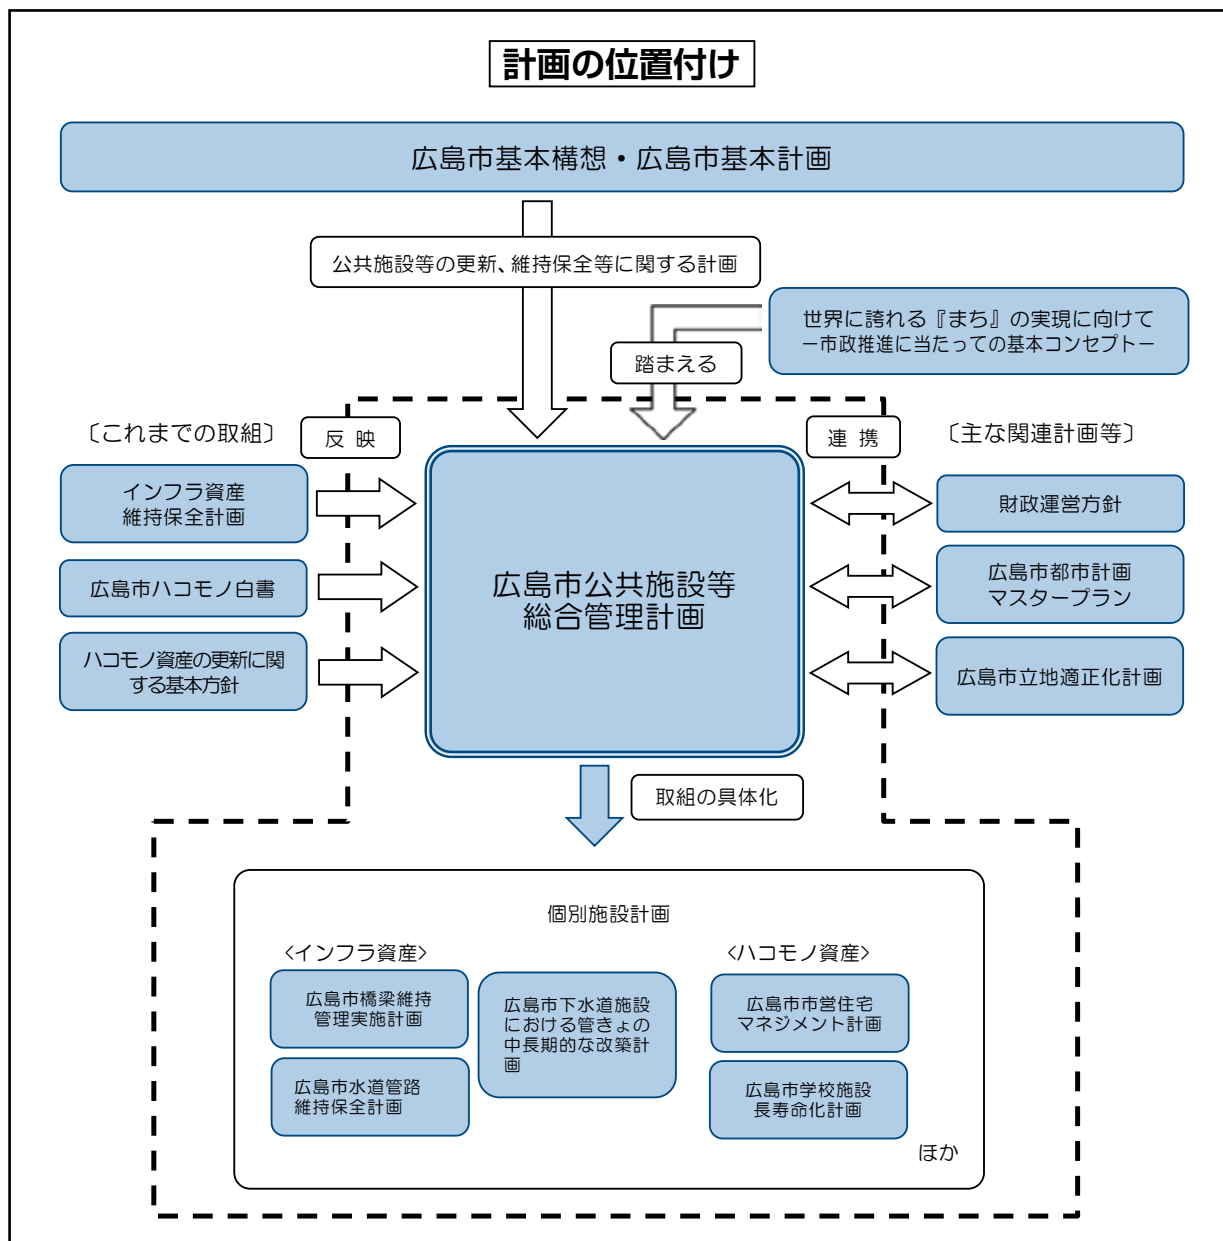 計画の位置付け
広島市基本構想・広島市基本計画
公共施設等の更新、維持保全等に関する計画
世界に誇れる『まち』の実現に向けて
－市政推進に当たっての基本コンセプト－
踏まえる
〔これまでの取組〕
反 映
連 携
〔主な関連計画等〕
インフラ資産
維持保全計画
広島市ハコモノ白書
ハコモノ資産の更新に関
する基本方針
広島市公共施設等
総合管理計画
財政運営方針
広島市都市計画
マスタープラン
広島市立地適正化計画
取組の具体化
個別施設計画
<インフラ資産>
<ハコモノ資産>
広島市橋梁維持
管理実施計画
広島市下水道施設
における管きょの
中長期的な改築計
画
広島市市営住宅
マネジメント計画
広島市水道管路
維持保全計画
広島市学校施設
長寿命化計画
ほか